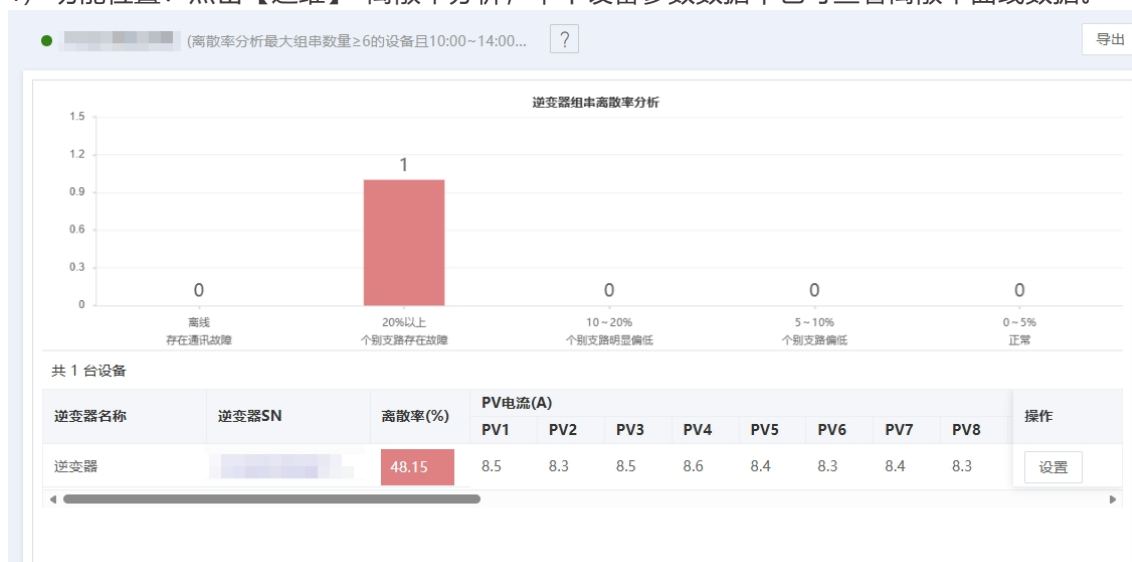 (离散率分析最大组串数量≥6的设备且10:00~14:00... ? 导出
逆变器组串离散率分析
1.5
1.2
0.9
0.6
0.3
0
0 1 0 0 0
离线 20%以上 10~20% 5~10% 0~5%
存在通讯故障 个别支路存在故障 个别支路明显偏低 个别支路偏低 正常
共 1 台设备
逆变器名称 逆变器SN 离散率(%) PV电流(A) 操作
PV1 PV2 PV3 PV4 PV5 PV6 PV7 PV8
逆变器 48.15 8.5 8.3 8.5 8.6 8.4 8.3 8.4 8.3 设置